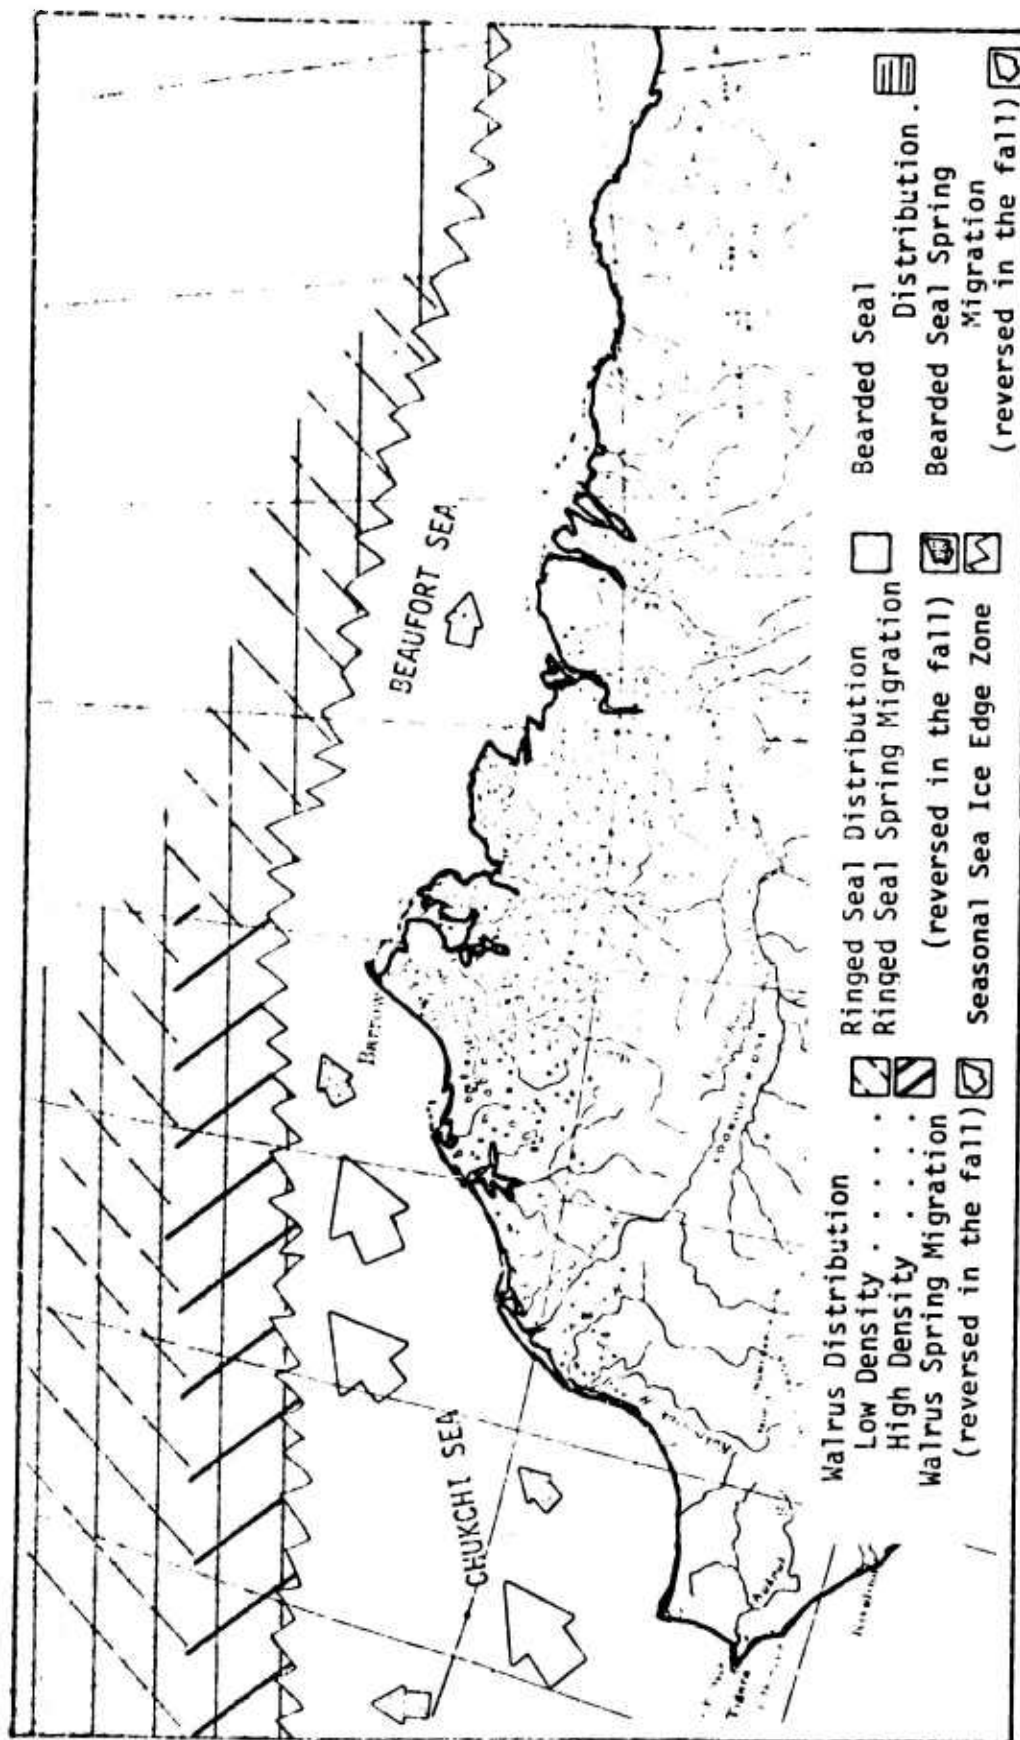 BEAUFORT SEA
Barrow
CHUKCHI SEA
Walrus Distribution
Low Density . . . . .
High Density . . . .
Walrus Spring Migration
(reversed in the fall)
Ringed Seal Distribution
Ringed Seal Spring Migration
(reversed in the fall)
Seasonal Sea Ice Edge Zone
Bearded Seal
Distribution.
Bearded Seal Spring
Migration
(reversed in the fall)